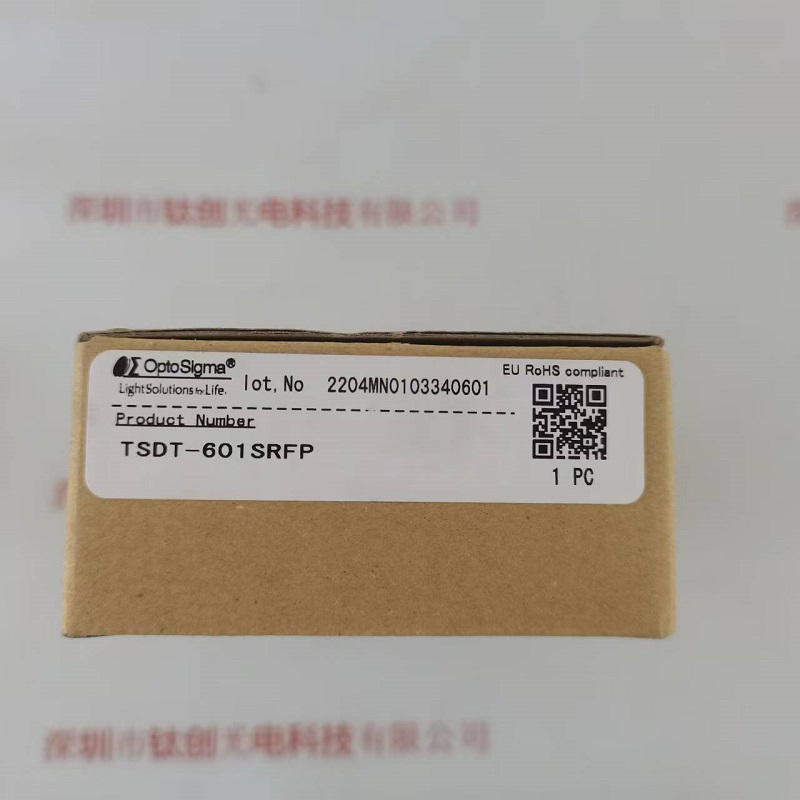 深圳市钛创光电科技有限公司
OptoSigma®
Light Solutions for Life.
lot.No 2204MN0103340601
EU RoHS compliant
Product Number
TSDT-601SRFP
1 PC
深圳市钛创光电科技有限公司